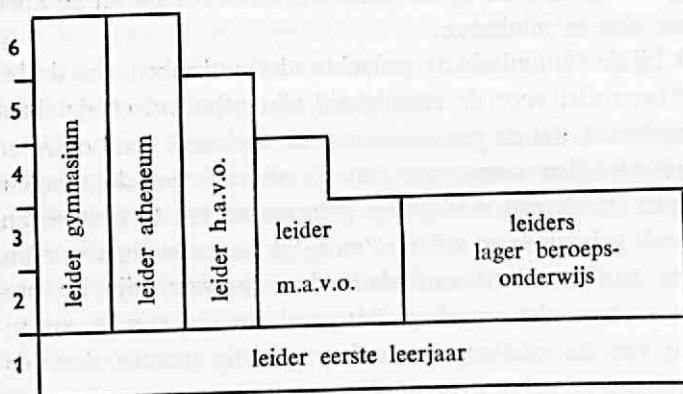 6
5
4
3
2
1
leider gymnasium
leider atheneum
leider h.a.v.o.
leider
m.a.v.o.
leiders
lager beroeps-
onderwijs
leider eerste leerjaar